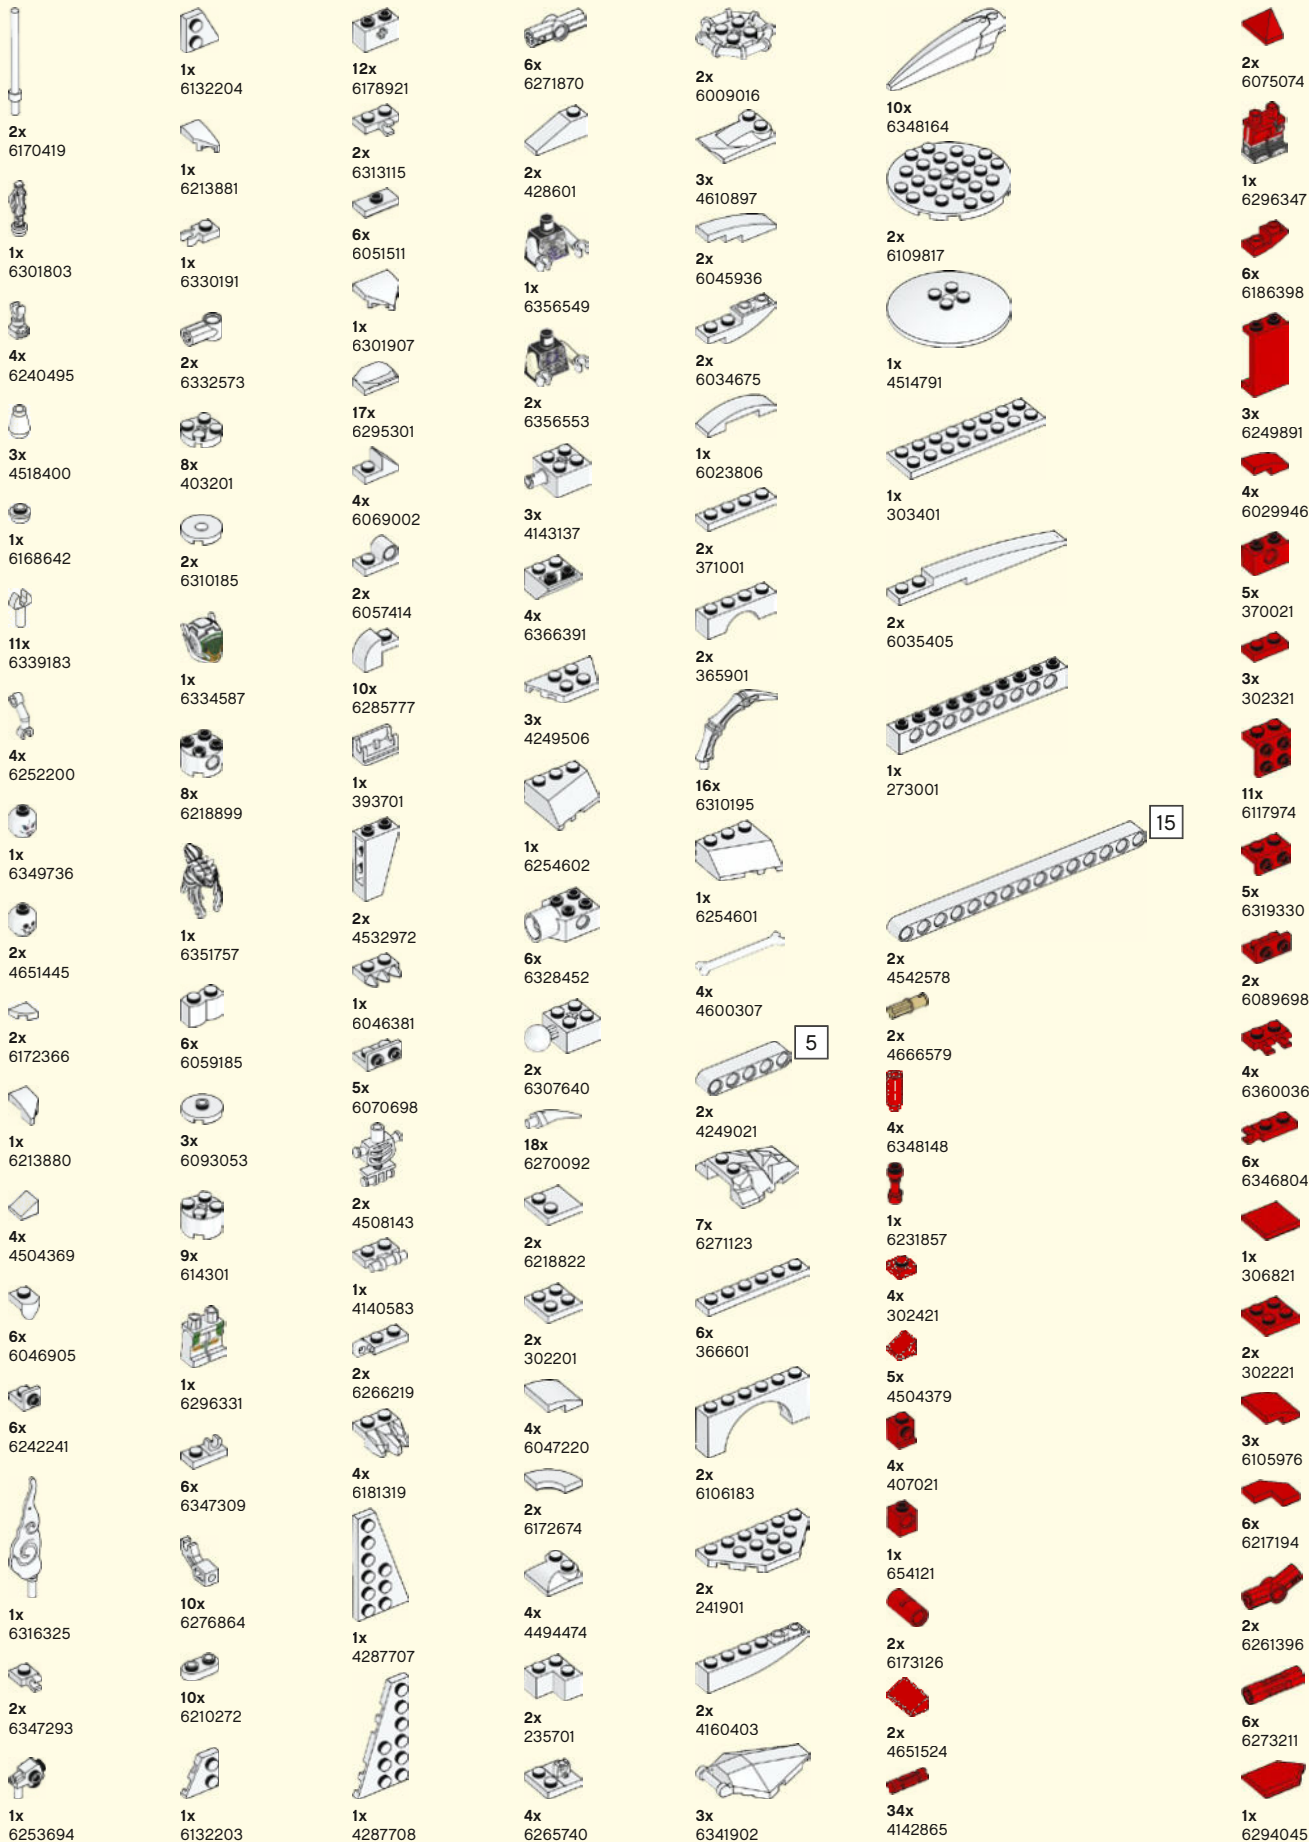 2x
6170419
1x
6301803
4x
6240495
3x
4518400
1x
6168642
11x
6339183
4x
6252200
1x
6349736
2x
4651445
2x
6172366
1x
6213880
4x
4504369
6x
6046905
6x
6242241
1x
6316325
2x
6347293
1x
6253694
1x
6132204
1x
6213881
1x
6330191
2x
6332573
8x
403201
2x
6310185
1x
6334587
8x
6218899
1x
6351757
6x
6059185
3x
6093053
9x
614301
1x
6296331
6x
6347309
10x
6276864
10x
6210272
1x
6132203
12x
6178921
2x
6313115
6x
6051511
1x
6301907
17x
6295301
4x
6069002
2x
6057414
10x
6285777
1x
393701
2x
4532972
1x
6046381
5x
6070698
2x
4508143
1x
4140583
2x
6266219
4x
6181319
1x
4287707
1x
4287708
6x
6271870
2x
428601
1x
6356549
2x
6356553
3x
4143137
4x
6366391
3x
4249506
1x
6254602
6x
6328452
2x
6307640
18x
6270092
2x
6218822
2x
302201
4x
6047220
2x
6172674
4x
4494474
2x
235701
4x
6265740
2x
6009016
3x
4610897
2x
6045936
2x
6034675
1x
6023806
2x
371001
2x
365901
16x
6310195
1x
6254601
4x
4600307
5
2x
4249021
7x
6271123
6x
366601
2x
6106183
2x
241901
2x
4160403
3x
6341902
10x
6348164
2x
6109817
1x
4514791
1x
303401
2x
6035405
1x
273001
15
2x
4542578
2x
4666579
4x
6348148
1x
6231857
4x
302421
5x
4504379
4x
407021
1x
654121
2x
6173126
2x
4651524
34x
4142865
2x
6075074
1x
6296347
6x
6186398
3x
6249891
4x
6029946
5x
370021
3x
302321
11x
6117974
5x
6319330
2x
6089698
4x
6360036
6x
6346804
1x
306821
2x
302221
3x
6105976
6x
6217194
2x
6261396
6x
6273211
1x
6294045